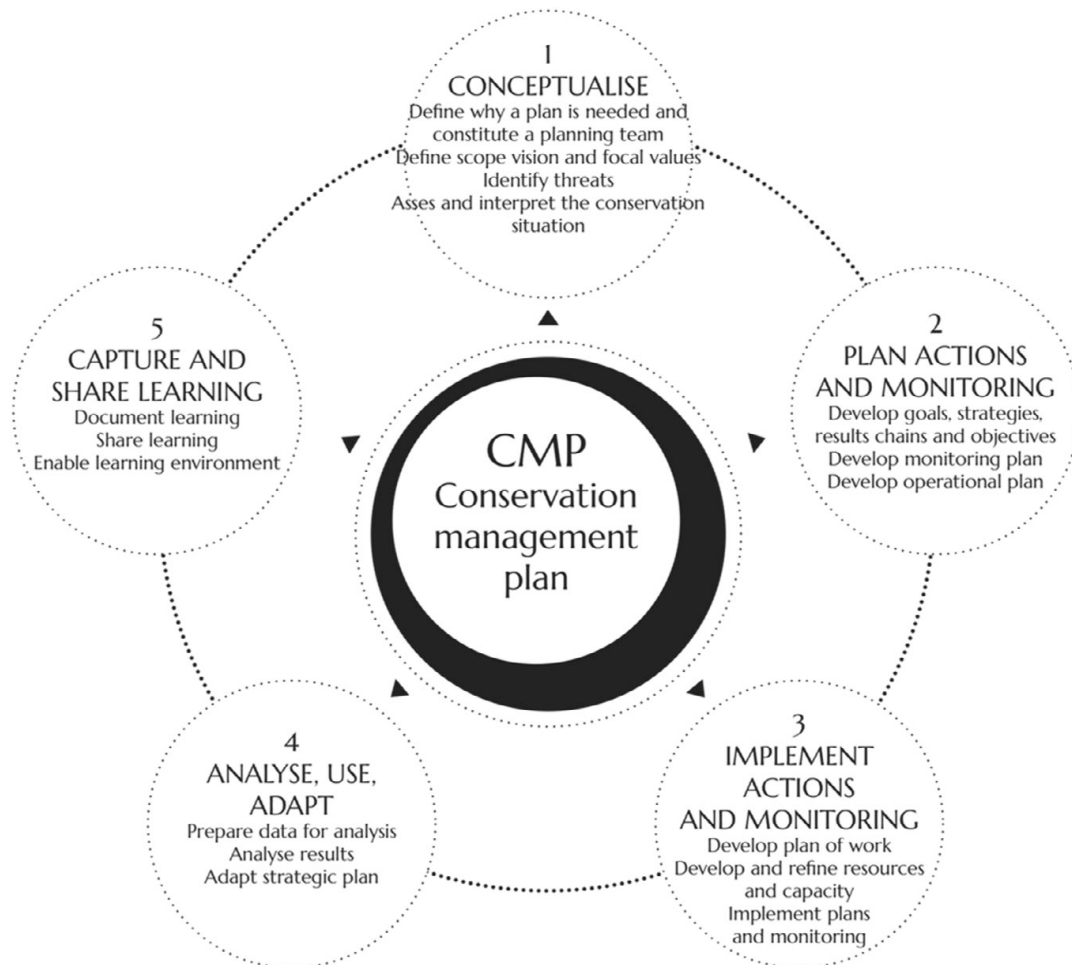 1
CONCEPTUALISE
Define why a plan is needed and
constitute a planning team
Define scope vision and focal values
Identify threats
Asses and interpret the conservation
situation
2
PLAN ACTIONS
AND MONITORING
Develop goals, strategies,
results chains and objectives
Develop monitoring plan
Develop operational plan
3
IMPLEMENT
ACTIONS
AND MONITORING
Develop plan of work
Develop and refine resources
and capacity
Implement plans
and monitoring
4
ANALYSE, USE,
ADAPT
Prepare data for analysis
Analyse results
Adapt strategic plan
5
CAPTURE AND
SHARE LEARNING
Document learning
Share learning
Enable learning environment
CMP
Conservation
management
plan